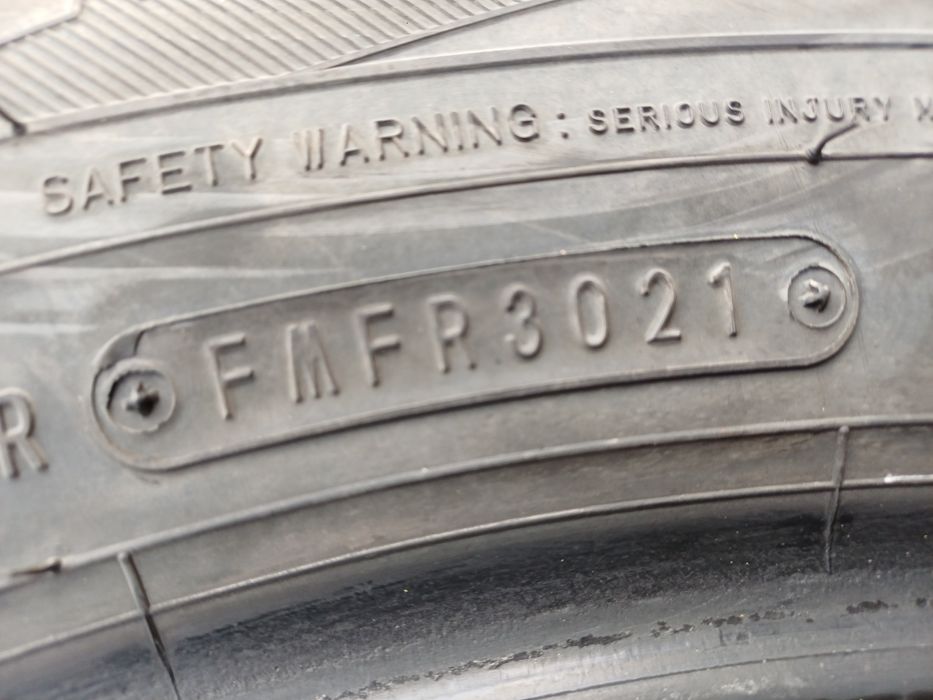 SAFETY WARNING : SERIOUS INJURY
FMFR3021
R